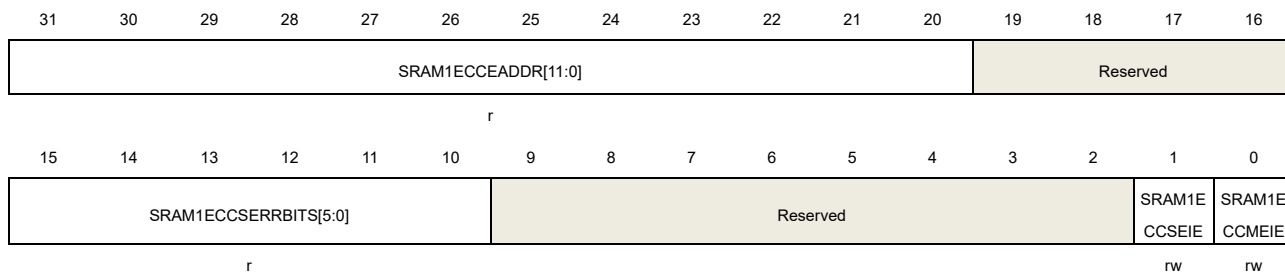 31 30 29 28 27 26 25 24 23 22 21 20 19 18 17 16
SRAM1ECCEADDR[11:0] Reserved
r
15 14 13 12 11 10 9 8 7 6 5 4 3 2 1 0
SRAM1ECCSERRBITS[5:0] Reserved SRAM1E CCSEIE SRAM1E CCMEIE
r rw rw